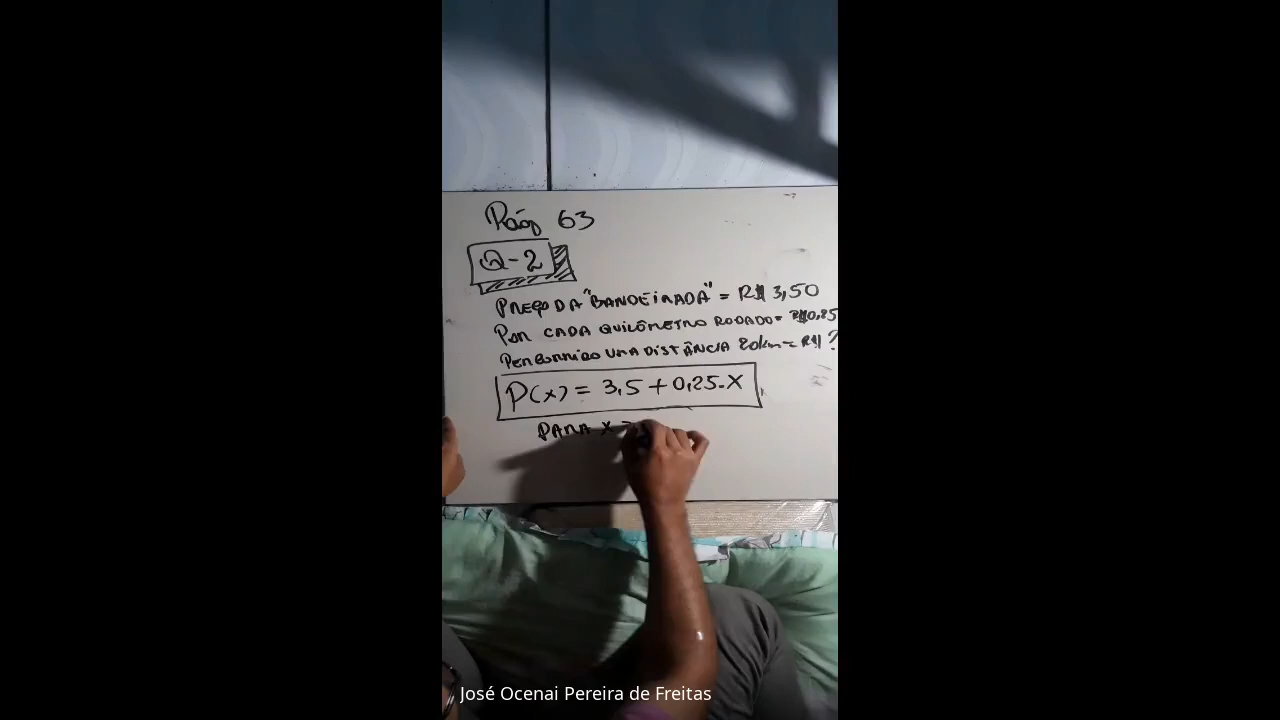 Pág 63
Q-2
PREÇO DA "BANDEIRADA" = R$ 3,50
POR CADA QUILÔMETRO RODADO = R$0,25
PERCORRIDO UMA DISTÂNCIA 20km = R$ ?
P(x) = 3,5 + 0,25.X
PARA X =
José Ocenai Pereira de Freitas